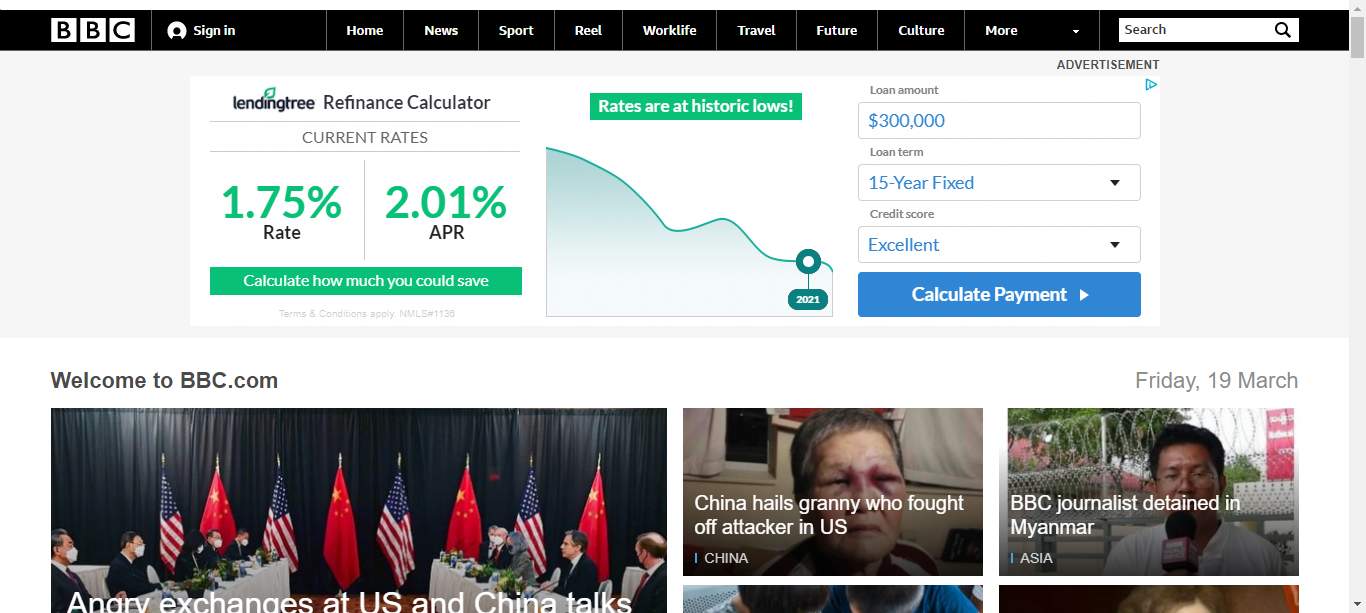 BBC
Sign in
Home
News
Sport
Reel
Worklife
Travel
Future
Culture
More
Search
ADVERTISEMENT
lendingtree Refinance Calculator
CURRENT RATES
1.75%
Rate
2.01%
APR
Calculate how much you could save
Terms & Conditions apply. NMLS#1136
Rates are at historic lows!
2021
Loan amount
$300,000
Loan term
15-Year Fixed
Credit score
Excellent
Calculate Payment
Welcome to BBC.com
Friday, 19 March
Angry exchanges at US and China talks
China hails granny who fought
off attacker in US
CHINA
BBC journalist detained in
Myanmar
ASIA